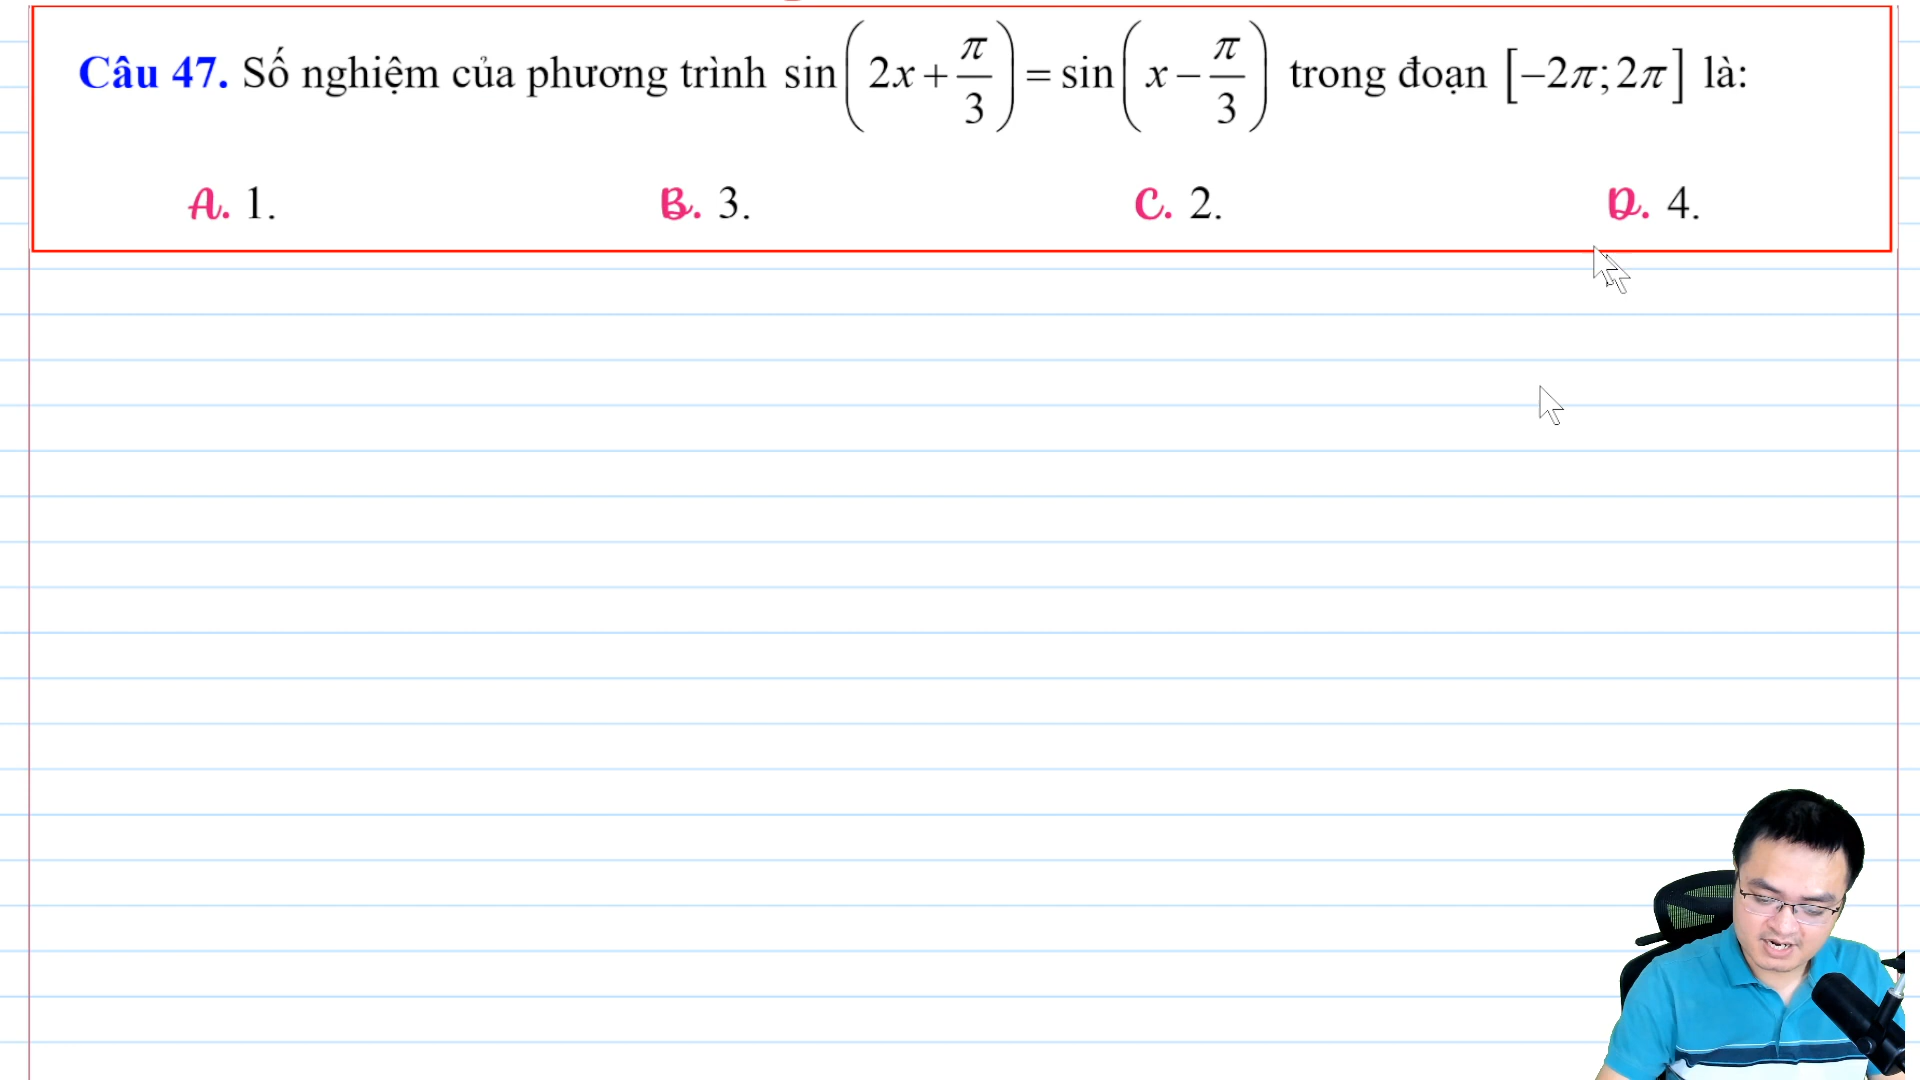 Câu 47. Số nghiệm của phương trình sin(2x + π/3) = sin(x − π/3) trong đoạn [−2π; 2π] là:
A. 1. B. 3. C. 2. D. 4.